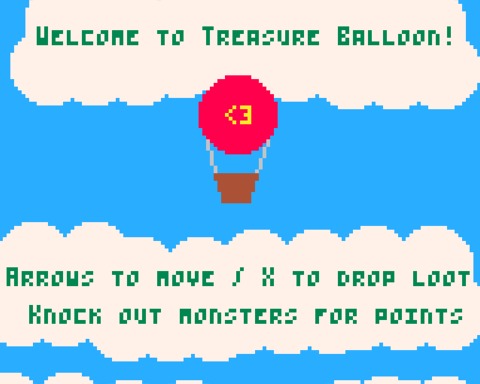 Welcome to Treasure Balloon!
<3
Arrows to move / X to drop loot
Knock out monsters for points